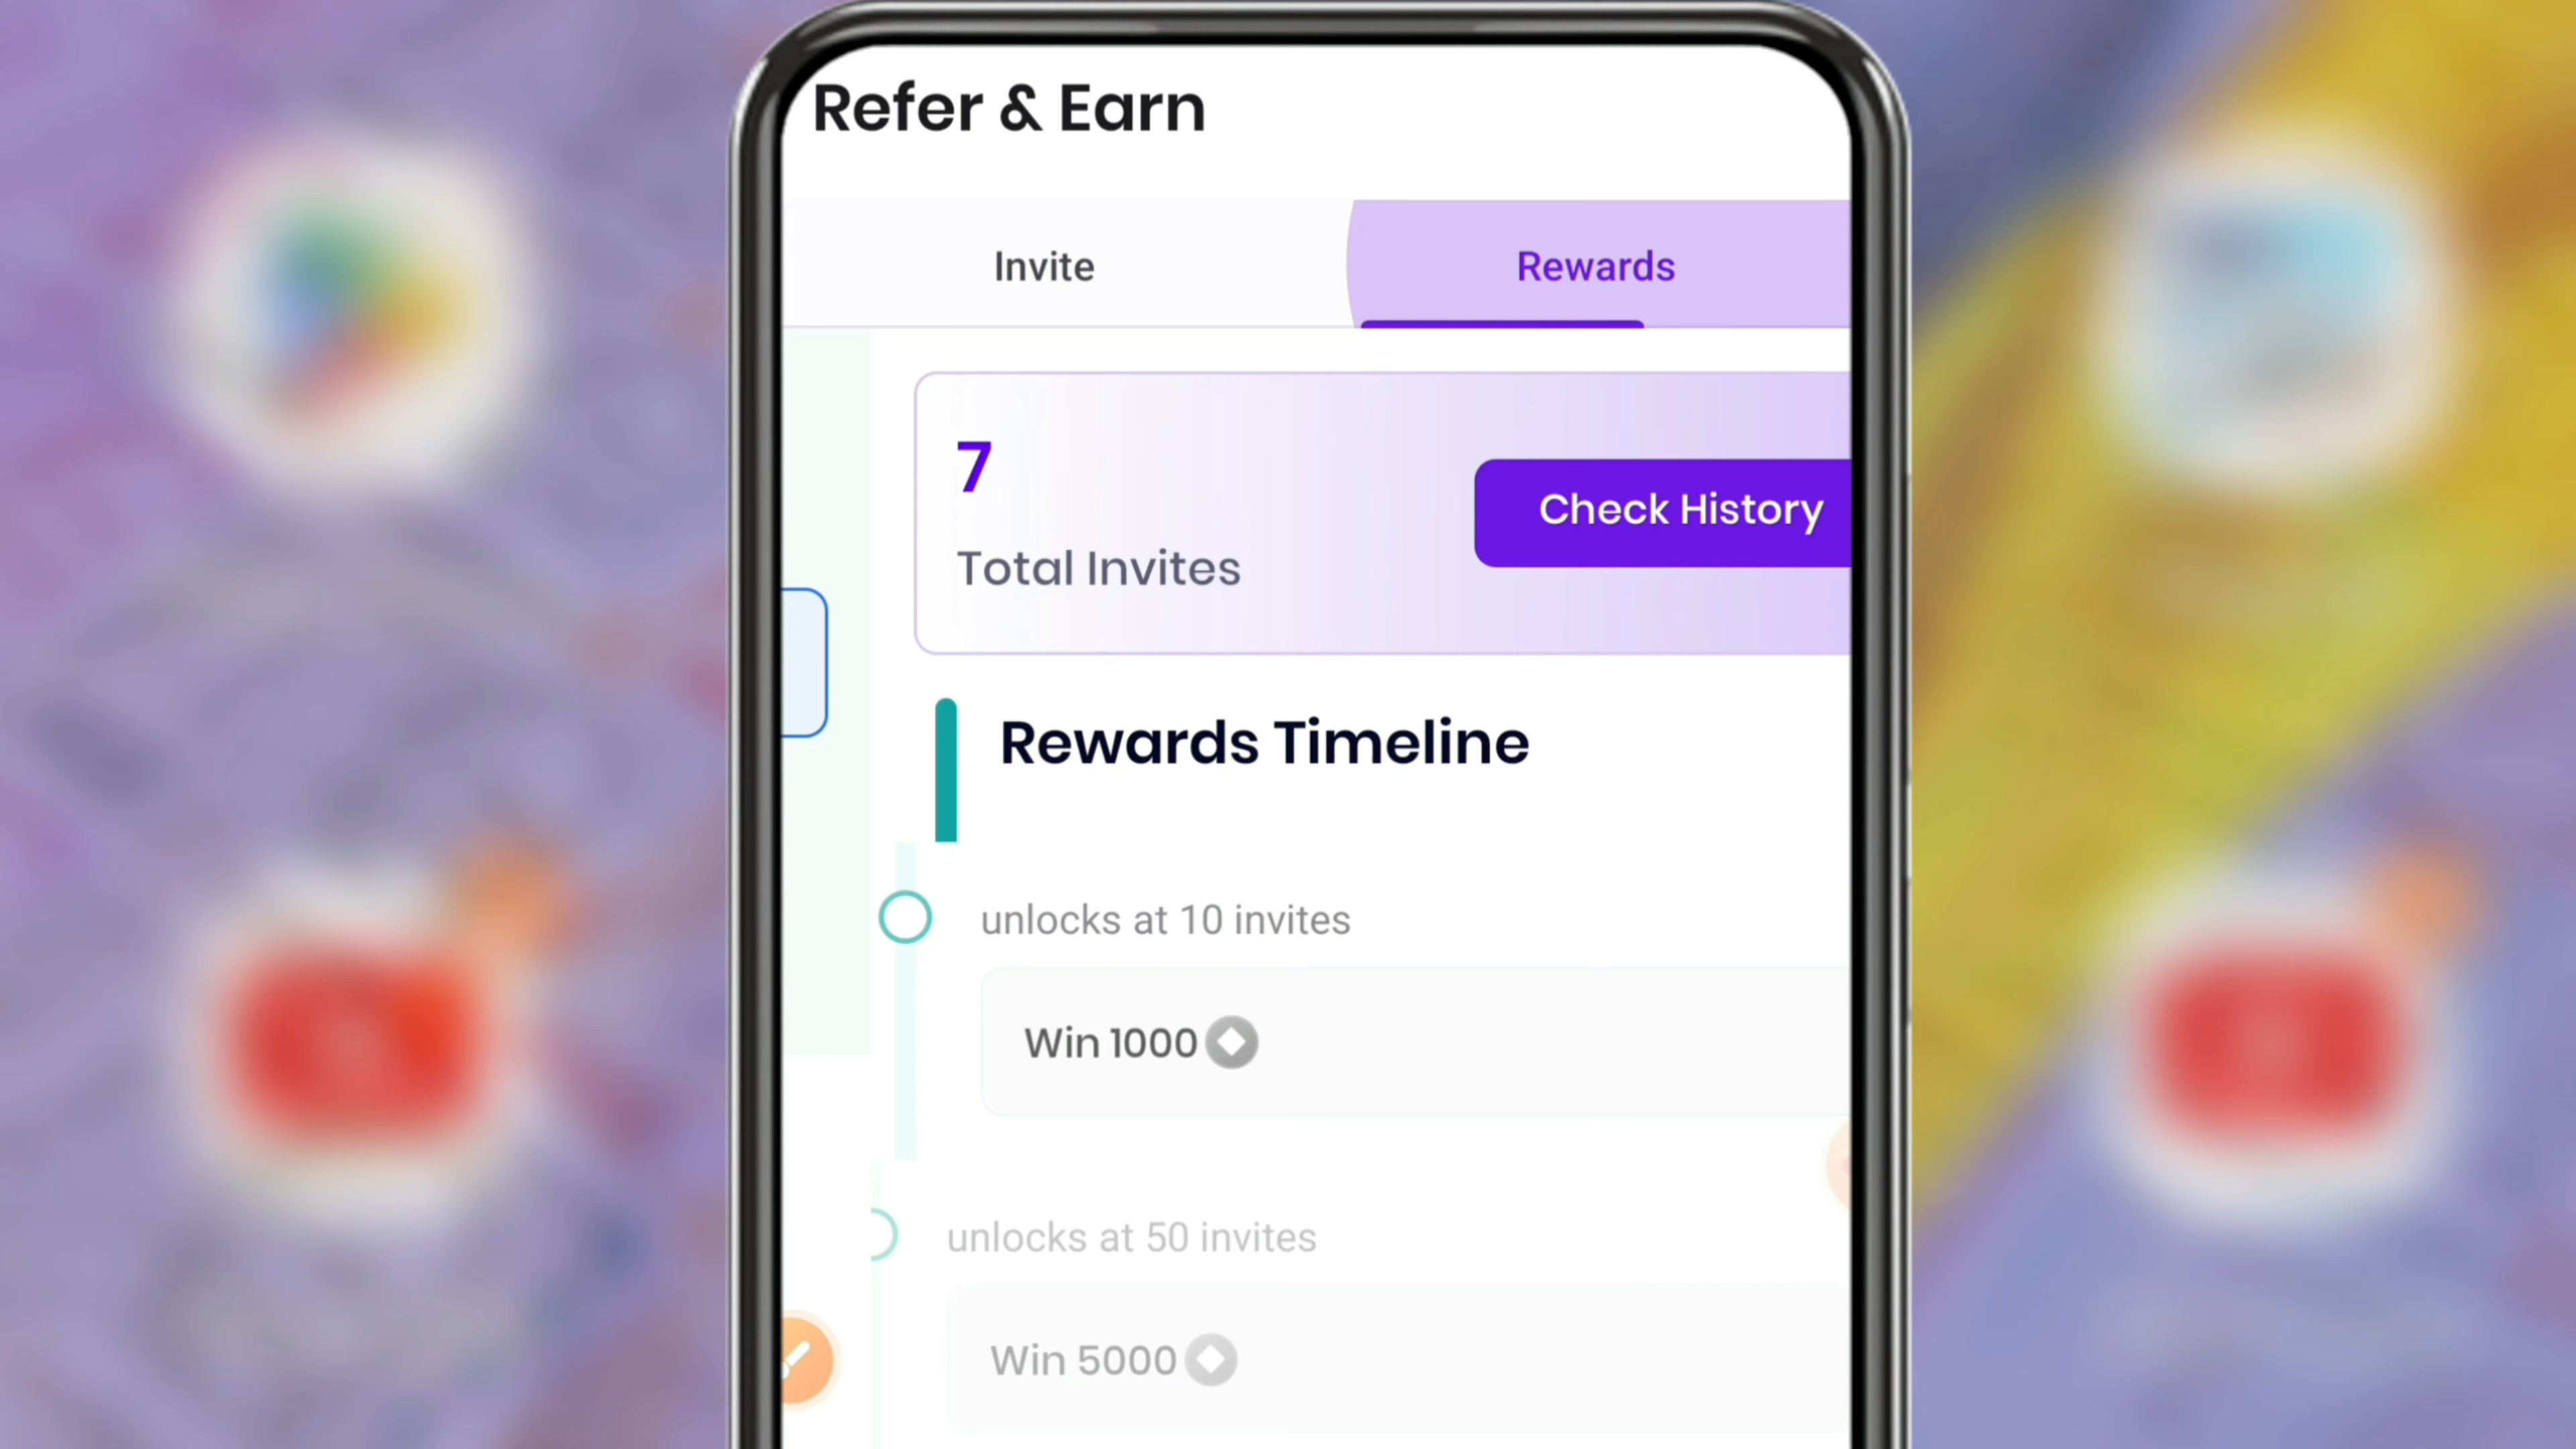 Refer & Earn
Invite
Rewards
7
Check History
Total Invites
Rewards Timeline
unlocks at 10 invites
Win 1000
unlocks at 50 invites
Win 5000